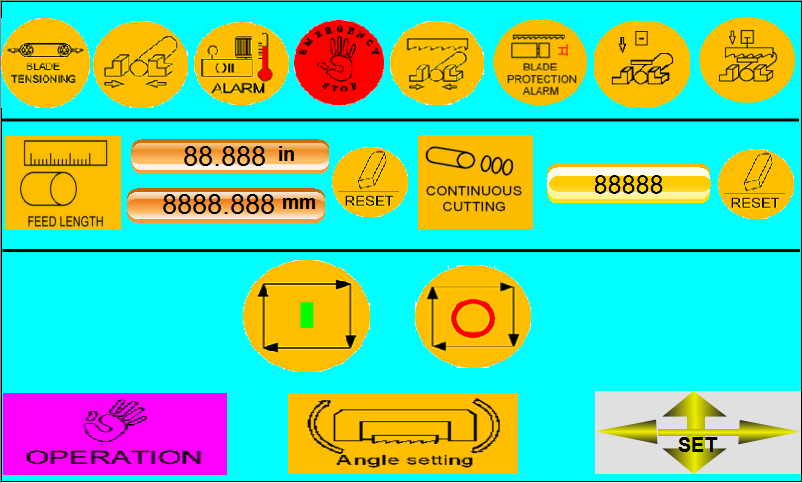 BLADE
TENSIONING
ALARM
EMERGENCY
STOP
BLADE
PROTECTION
ALARM
FEED LENGTH
88.888 in
8888.888 mm
RESET
CONTINUOUS
CUTTING
88888
RESET
OPERATION
Angle setting
SET